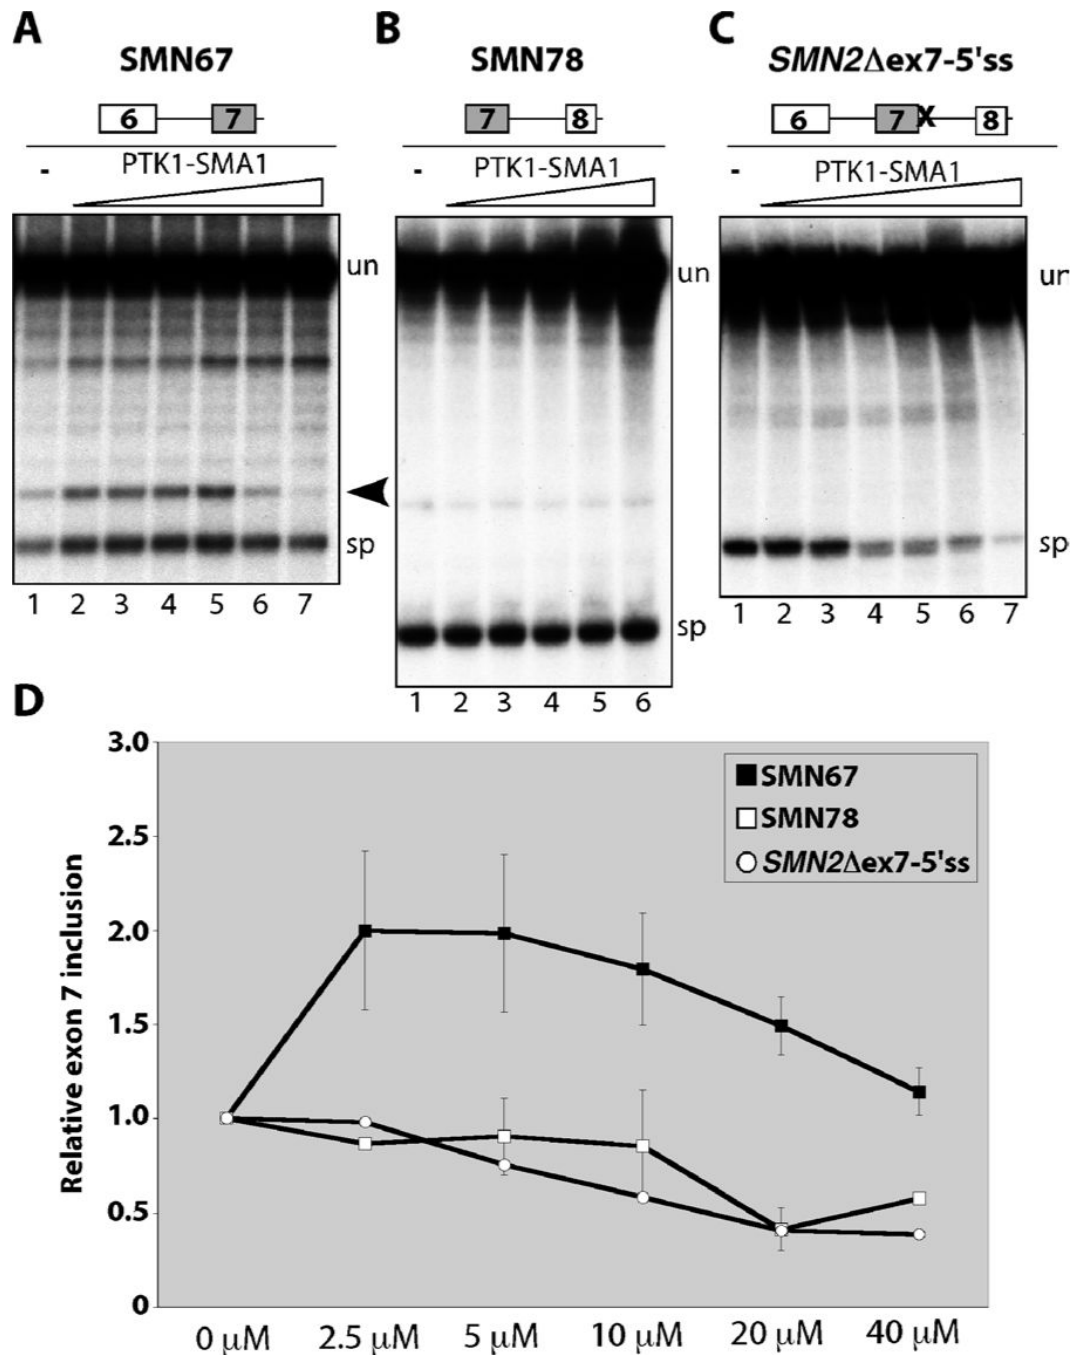 A
SMN67
6 7
- PTK1-SMA1
un
sp
1 2 3 4 5 6 7
B
SMN78
7 8
- PTK1-SMA1
un
sp
1 2 3 4 5 6
C
SMN2Δex7-5'ss
6 7 X 8
- PTK1-SMA1
un
sp
1 2 3 4 5 6 7
D
3.0
2.5
2.0
1.5
1.0
0.5
0
Relative exon 7 inclusion
SMN67
SMN78
SMN2Δex7-5'ss
0 μM 2.5 μM 5 μM 10 μM 20 μM 40 μM